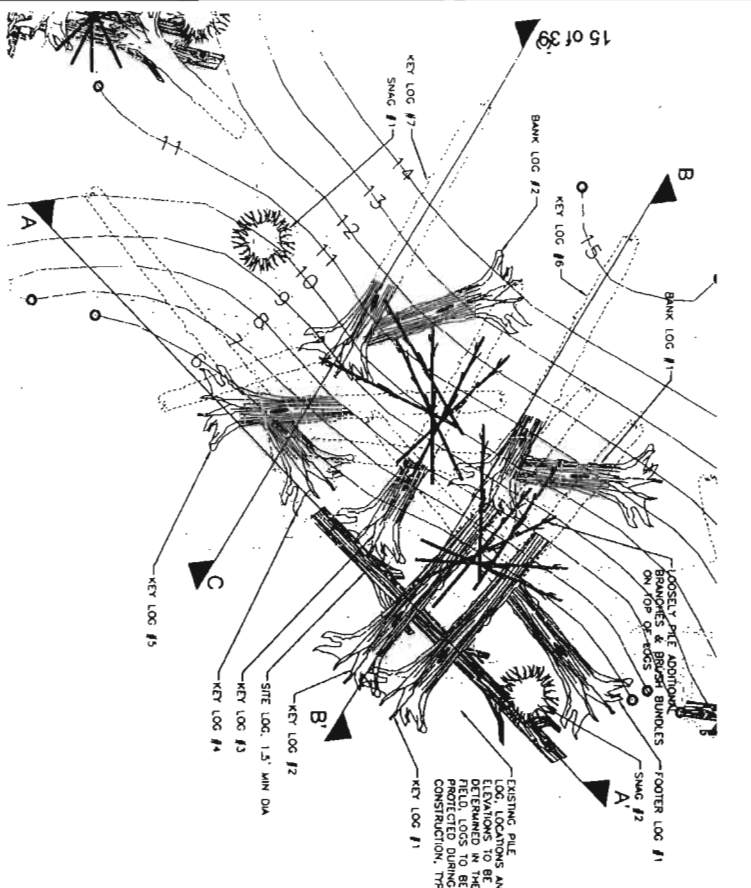 15 of 39
KEY LOG #7
SNAG #1
BANK LOG #2
KEY LOG #6
BANK LOG #1
B
A
15
14
13
12
11
11
10
9
8
7
6
C
LOOSELY PILE ADDITIONAL
BRANCHES & BRUSH BUNDLES
ON TOP OF LOGS
FOOTER LOG #1
SNAG #2
A'
EXISTING PILE
LOG, LOCATIONS AN
ELEVATIONS TO BE
DETERMINED IN THE
FIELD, LOGS TO BE
PROTECTED DURING
CONSTRUCTION, TYP
KEY LOG #1
B'
KEY LOG #2
SITE LOG, 1.5' MIN DIA
KEY LOG #3
KEY LOG #4
KEY LOG #5